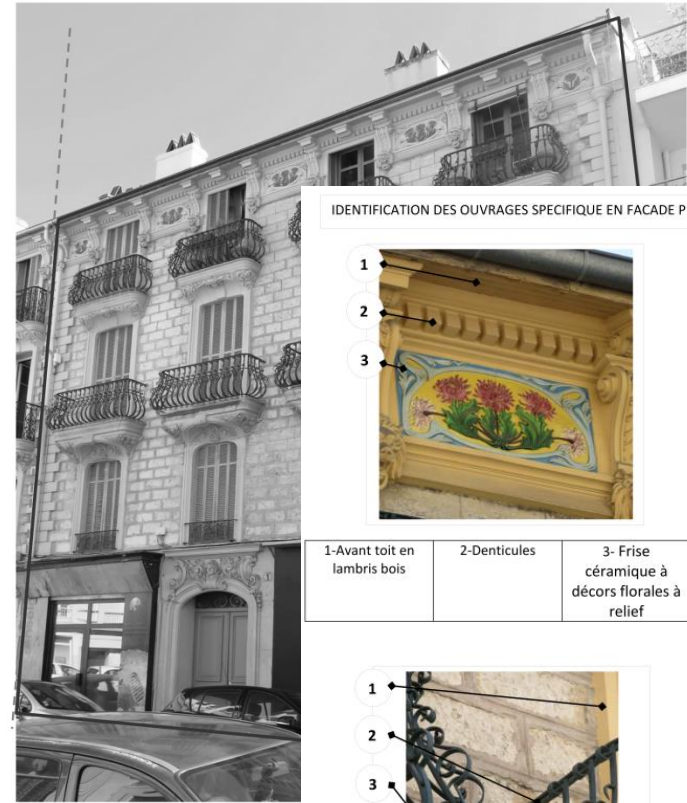 IDENTIFICATION DES OUVRAGES SPECIFIQUE EN FACADE P
1
2
3
1-Avant toit en
lambris bois
2-Denticules
3- Frise
céramique à
décors florales à
relief
1
2
3